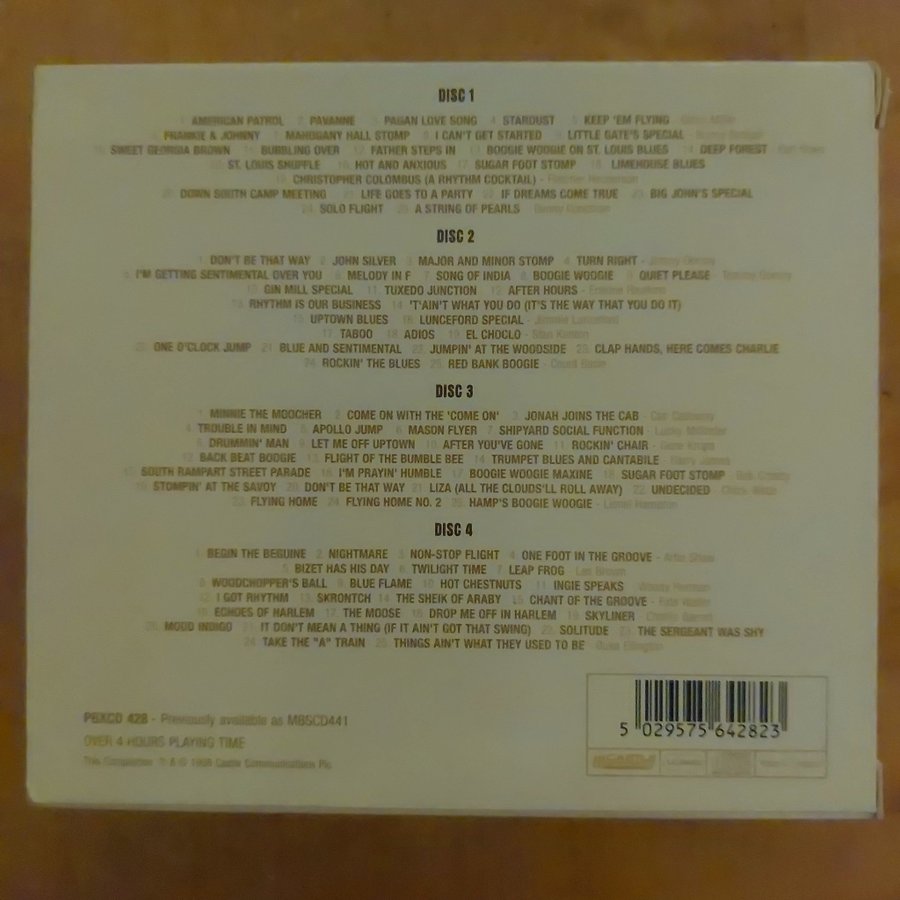 DISC 1
AMERICAN PATROL 2 PAVANNE 3 PAGAN LOVE SONG 4 STARDUST 5 KEEP 'EM FLYING
FRANKIE & JOHNNY 7 MAHOGANY HALL STOMP I CAN'T GET STARTED LITTLE GATE'S SPECIAL
SWEET GEORGIA BROWN BUBBLING OVER 12 FATHER STEPS IN 13 BOOGIE WOOGIE ON ST. LOUIS BLUES 14 DEEP FOREST
ST. LOUIS SHUFFLE 16 HOT AND ANXIOUS 17 SUGAR FOOT STOMP 18 LIMEHOUSE BLUES
CHRISTOPHER COLOMBUS (A RHYTHM COCKTAIL) - Fletcher Henderson
DOWN SOUTH CAMP MEETING LIFE GOES TO A PARTY 22 IF DREAMS COME TRUE 23 BIG JOHN'S SPECIAL
24 SOLO FLIGHT 25 A STRING OF PEARLS Benny Goodman
DISC 2
1 DON'T BE THAT WAY 2 JOHN SILVER 3 MAJOR AND MINOR STOMP 4 TURN RIGHT - Jimmy Dorsey
I'M GETTING SENTIMENTAL OVER YOU 6 MELODY IN F 7 SONG OF INDIA 8 BOOGIE WOOGIE 9 QUIET PLEASE - Tommy Dorsey
10 GIN MILL SPECIAL 11 TUXEDO JUNCTION 12 AFTER HOURS - Erskine Hawkins
13 RHYTHM IS OUR BUSINESS 14 'T'AIN'T WHAT YOU DO (IT'S THE WAY THAT YOU DO IT)
15 UPTOWN BLUES 16 LUNCEFORD SPECIAL - Jimmie Lunceford
17 TABOO 18 ADIOS 19 EL CHOCLO - Stan Kenton
20 ONE O'CLOCK JUMP 21 BLUE AND SENTIMENTAL 22 JUMPIN' AT THE WOODSIDE 23 CLAP HANDS, HERE COMES CHARLIE
24 ROCKIN' THE BLUES 25 RED BANK BOOGIE - Count Basie
DISC 3
1 MINNIE THE MOOCHER 2 COME ON WITH THE 'COME ON' 3 JONAH JOINS THE CAB - Cab Calloway
4 TROUBLE IN MIND 5 APOLLO JUMP 6 MASON FLYER 7 SHIPYARD SOCIAL FUNCTION - Lucky Millinder
8 DRUMMIN' MAN 9 LET ME OFF UPTOWN 10 AFTER YOU'VE GONE 11 ROCKIN' CHAIR - Gene Krupa
12 BACK BEAT BOOGIE 13 FLIGHT OF THE BUMBLE BEE 14 TRUMPET BLUES AND CANTABILE - Harry James
15 SOUTH RAMPART STREET PARADE 16 I'M PRAYIN' HUMBLE 17 BOOGIE WOOGIE MAXINE 18 SUGAR FOOT STOMP - Bob Crosby
19 STOMPIN' AT THE SAVOY 20 DON'T BE THAT WAY 21 LIZA (ALL THE CLOUDS'LL ROLL AWAY) 22 UNDECIDED - Chick Webb
23 FLYING HOME 24 FLYING HOME NO. 2 25 HAMP'S BOOGIE WOOGIE - Lionel Hampton
DISC 4
1 BEGIN THE BEGUINE 2 NIGHTMARE 3 NON-STOP FLIGHT 4 ONE FOOT IN THE GROOVE - Artie Shaw
5 BIZET HAS HIS DAY 6 TWILIGHT TIME 7 LEAP FROG - Les Brown
8 WOODCHOPPER'S BALL 9 BLUE FLAME 10 HOT CHESTNUTS 11 INGIE SPEAKS - Woody Herman
12 I GOT RHYTHM 13 SKRONTCH 14 THE SHEIK OF ARABY 15 CHANT OF THE GROOVE - Fats Waller
16 ECHOES OF HARLEM 17 THE MOOSE 18 DROP ME OFF IN HARLEM 19 SKYLINER - Charlie Barnet
20 MOOD INDIGO 21 IT DON'T MEAN A THING (IF IT AIN'T GOT THAT SWING) 22 SOLITUDE 23 THE SERGEANT WAS SHY
24 TAKE THE "A" TRAIN 25 THINGS AIN'T WHAT THEY USED TO BE - Duke Ellington
PBXCD 428 - Previously available as MBSCD441
OVER 4 HOURS PLAYING TIME
This Compilation ℗ & © Castle Communications Plc
5 029575 642823